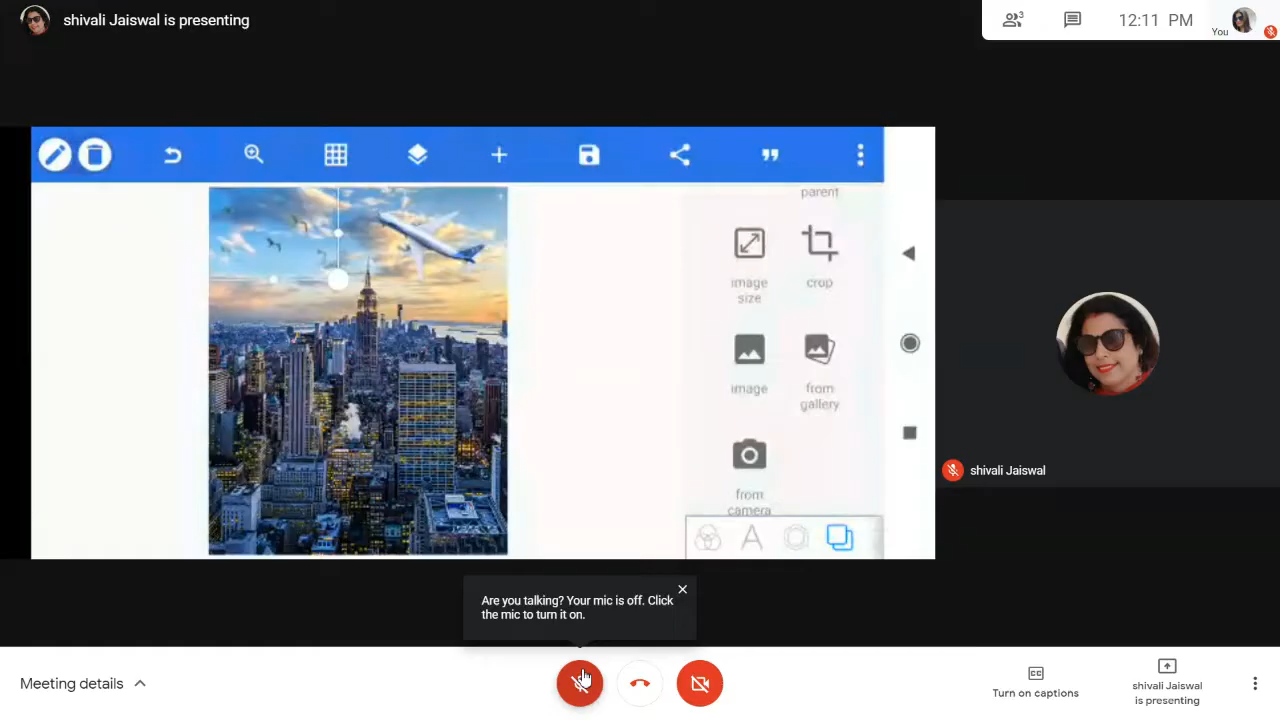 shivali Jaiswal is presenting
3
12:11 PM
You
parent
image
size
crop
image
from
gallery
from
camera
shivali Jaiswal
Are you talking? Your mic is off. Click
the mic to turn it on.
Meeting details
CC
Turn on captions
shivali Jaiswal
is presenting